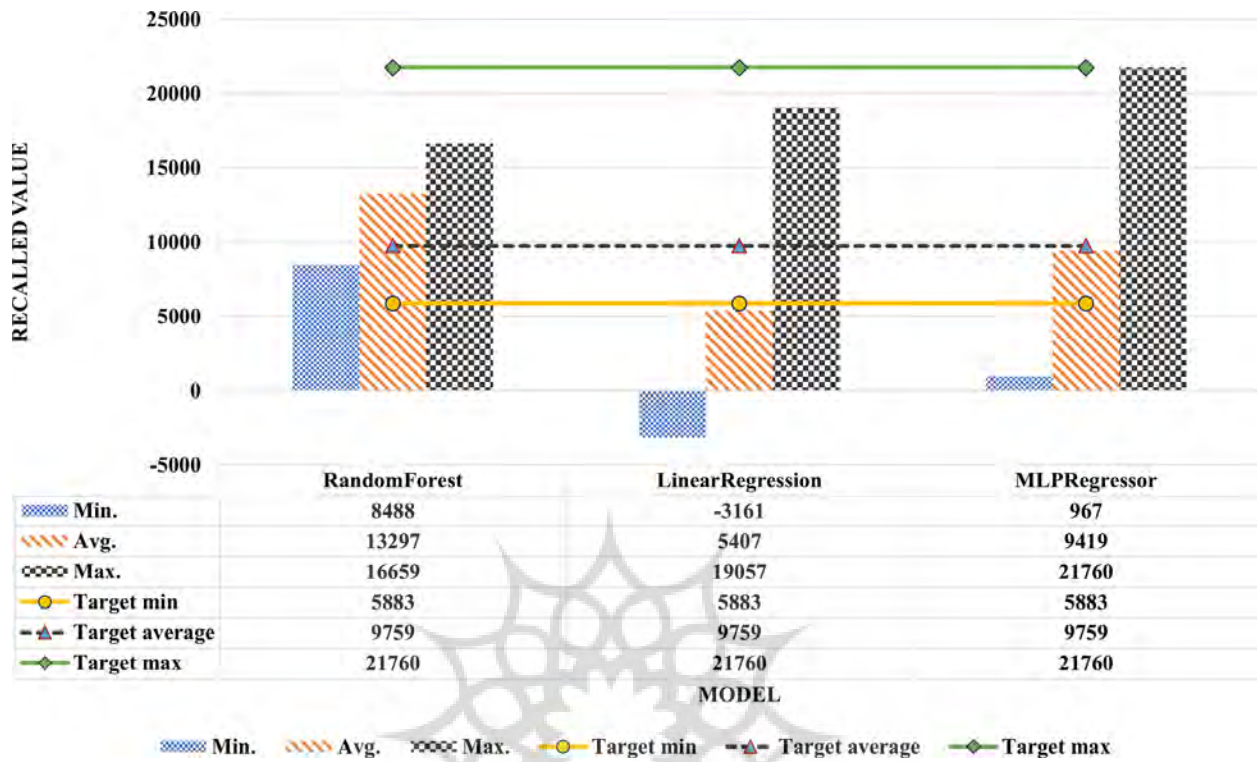 25000
20000
15000
10000
5000
0
-5000
RECALLED VALUE
RandomForest LinearRegression MLPRegressor
Min. 8488 -3161 967
Avg. 13297 5407 9419
Max. 16659 19057 21760
Target min 5883 5883 5883
Target average 9759 9759 9759
Target max 21760 21760 21760
MODEL
Min. Avg. Max. Target min Target average Target max